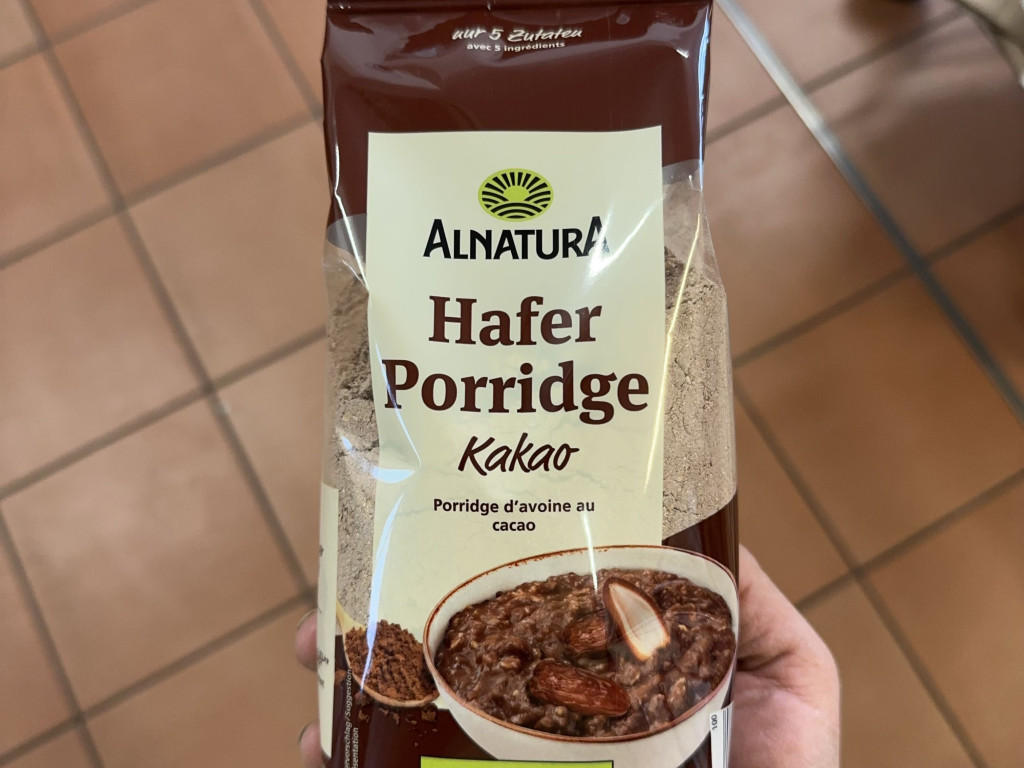 nur 5 Zutaten
avec 5 ingrédients
ALNATURA
Hafer
Porridge
Kakao
Porridge d'avoine au
cacao